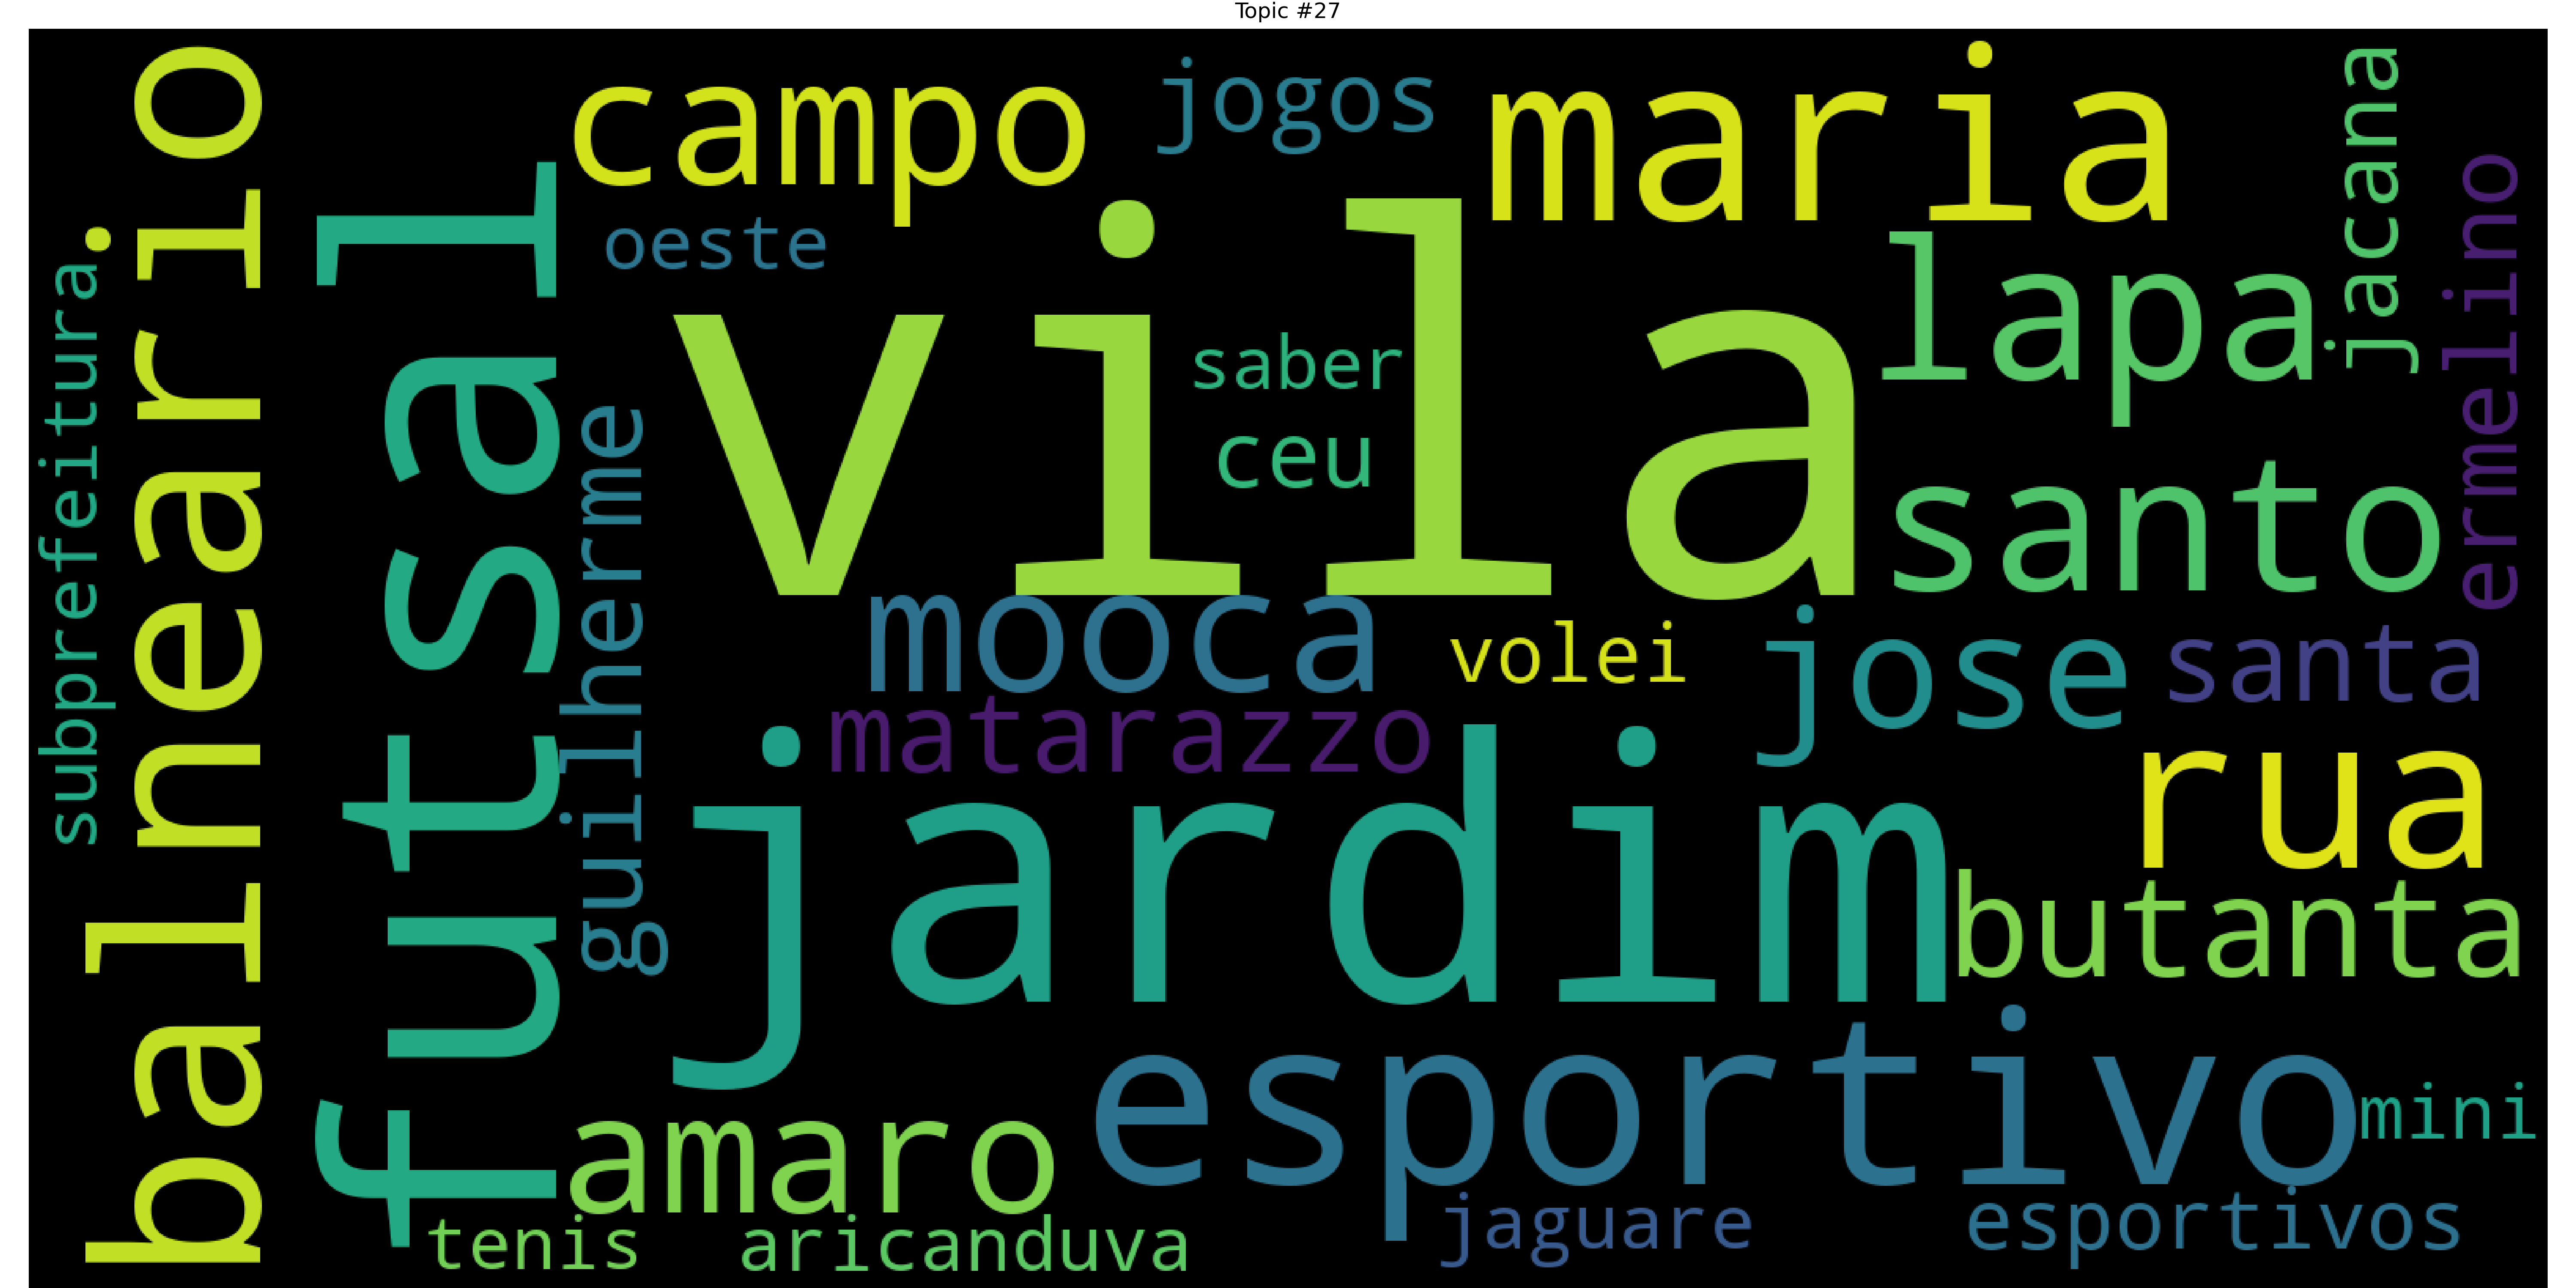 Topic #27
subprefeitura
balneario
futsal
campo
jogos
maria
jacana
ermelino
oeste
vila
lapa
saber
ceu
santo
guilherme
mooca
volei
jose
santa
matarazzo
rua
jardim
butanta
esportivo
mini
amaro
tenis
aricanduva
jaguare
esportivos